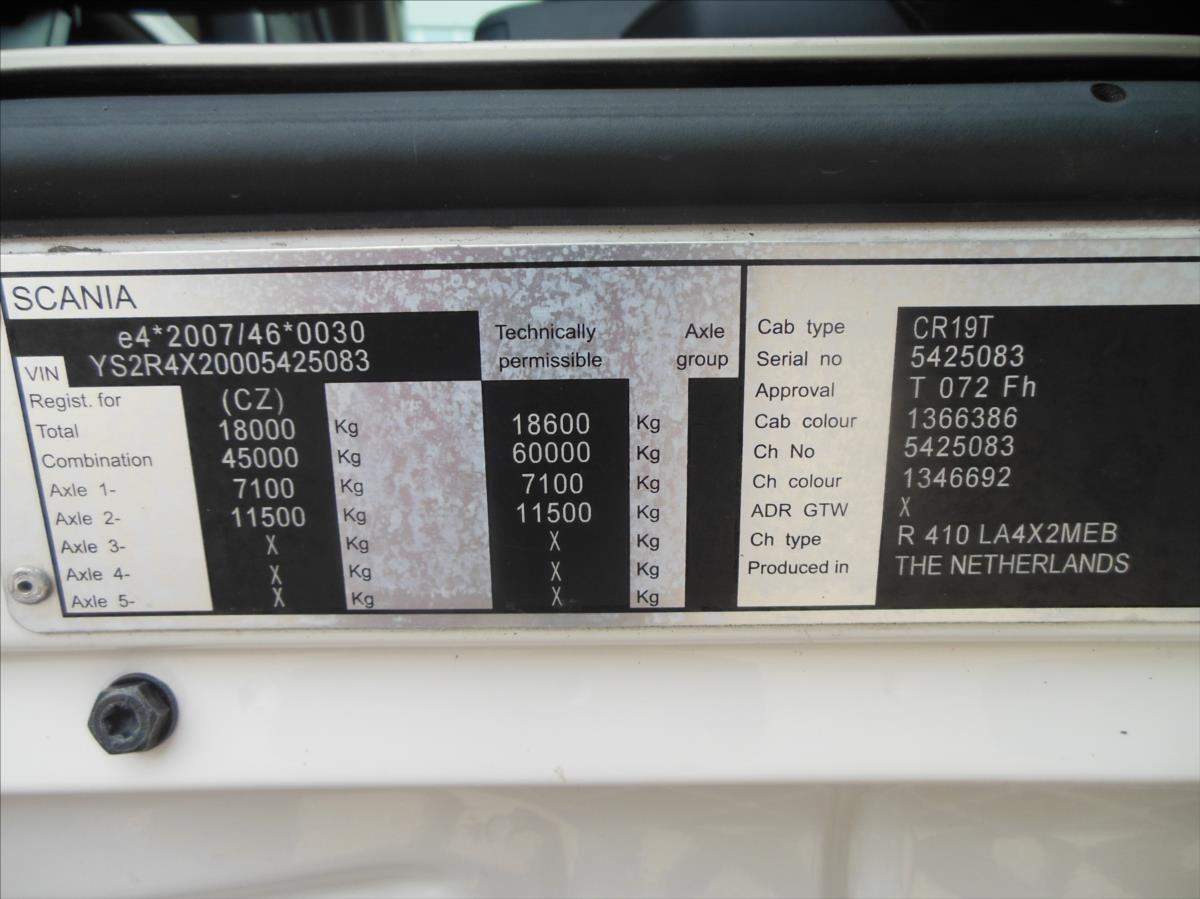 SCANIA
e4*2007/46*0030
VIN YS2R4X20005425083
Technically permissible
Axle group
Regist. for (CZ)
Total 18000 Kg 18600 Kg
Combination 45000 Kg 60000 Kg
Axle 1- 7100 Kg 7100 Kg
Axle 2- 11500 Kg 11500 Kg
Axle 3- X Kg X Kg
Axle 4- X Kg X Kg
Axle 5- X Kg X Kg
Cab type CR19T
Serial no 5425083
Approval T 072 Fh
Cab colour 1366386
Ch No 5425083
Ch colour 1346692
ADR GTW X
Ch type R 410 LA4X2MEB
Produced in THE NETHERLANDS